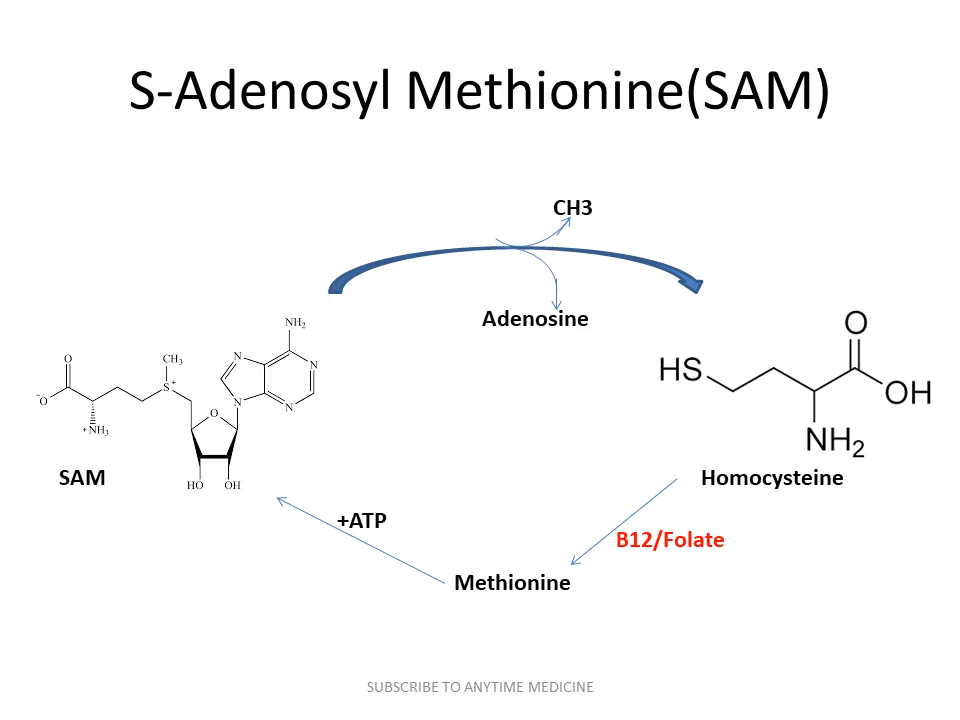 S-Adenosyl Methionine(SAM)
CH3
Adenosine
NH₂
N
N
N
N
O
⁻O
CH₃
S⁺
⁺NH₃
O
HO
OH
SAM
O
HS
OH
NH₂
Homocysteine
+ATP
B12/Folate
Methionine
SUBSCRIBE TO ANYTIME MEDICINE